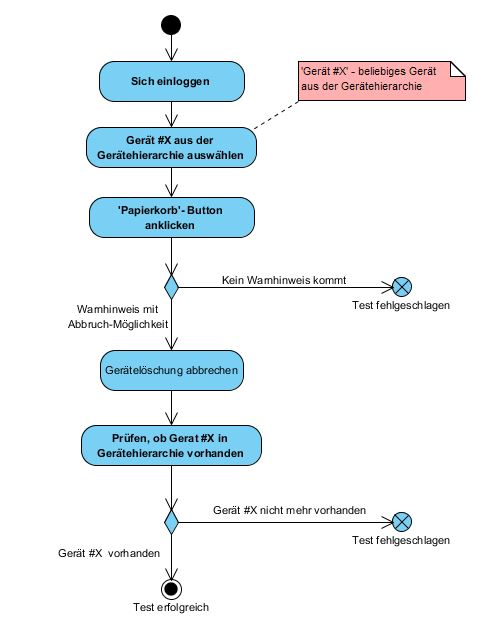 Sich einloggen
'Gerät #X' - beliebiges Gerät
aus der Gerätehierarchie
Gerät #X aus der
Gerätehierarchie auswählen
'Papierkorb'- Button
anklicken
Kein Warnhinweis kommt
Test fehlgeschlagen
Warnhinweis mit
Abbruch-Möglichkeit
Gerätelöschung abbrechen
Prüfen, ob Gerat #X in
Gerätehierarchie vorhanden
Gerät #X nicht mehr vorhanden
Test fehlgeschlagen
Gerät #X vorhanden
Test erfolgreich